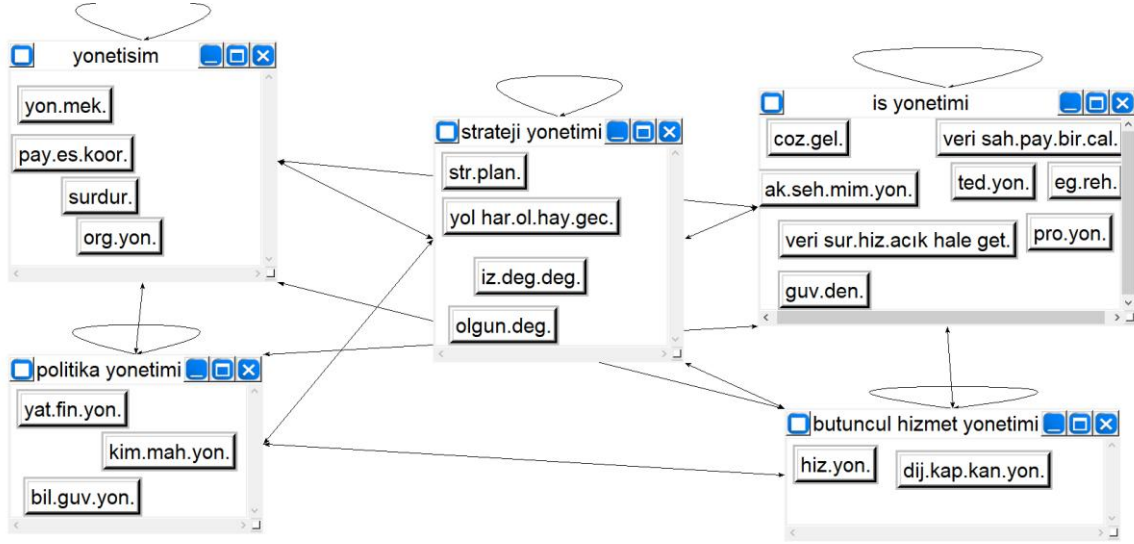 yonetisim
yon.mek.
pay.es.koor.
surdur.
org.yon.
strateji yonetimi
str.plan.
yol har.ol.hay.gec.
iz.deg.deg.
olgun.deg.
is yonetimi
coz.gel.
veri sah.pay.bir.cal.
ak.seh.mim.yon.
ted.yon.
eg.reh.
veri sur.hiz.acık hale get.
pro.yon.
guv.den.
politika yonetimi
yat.fin.yon.
kim.mah.yon.
bil.guv.yon.
butuncul hizmet yonetimi
hiz.yon.
dij.kap.kan.yon.